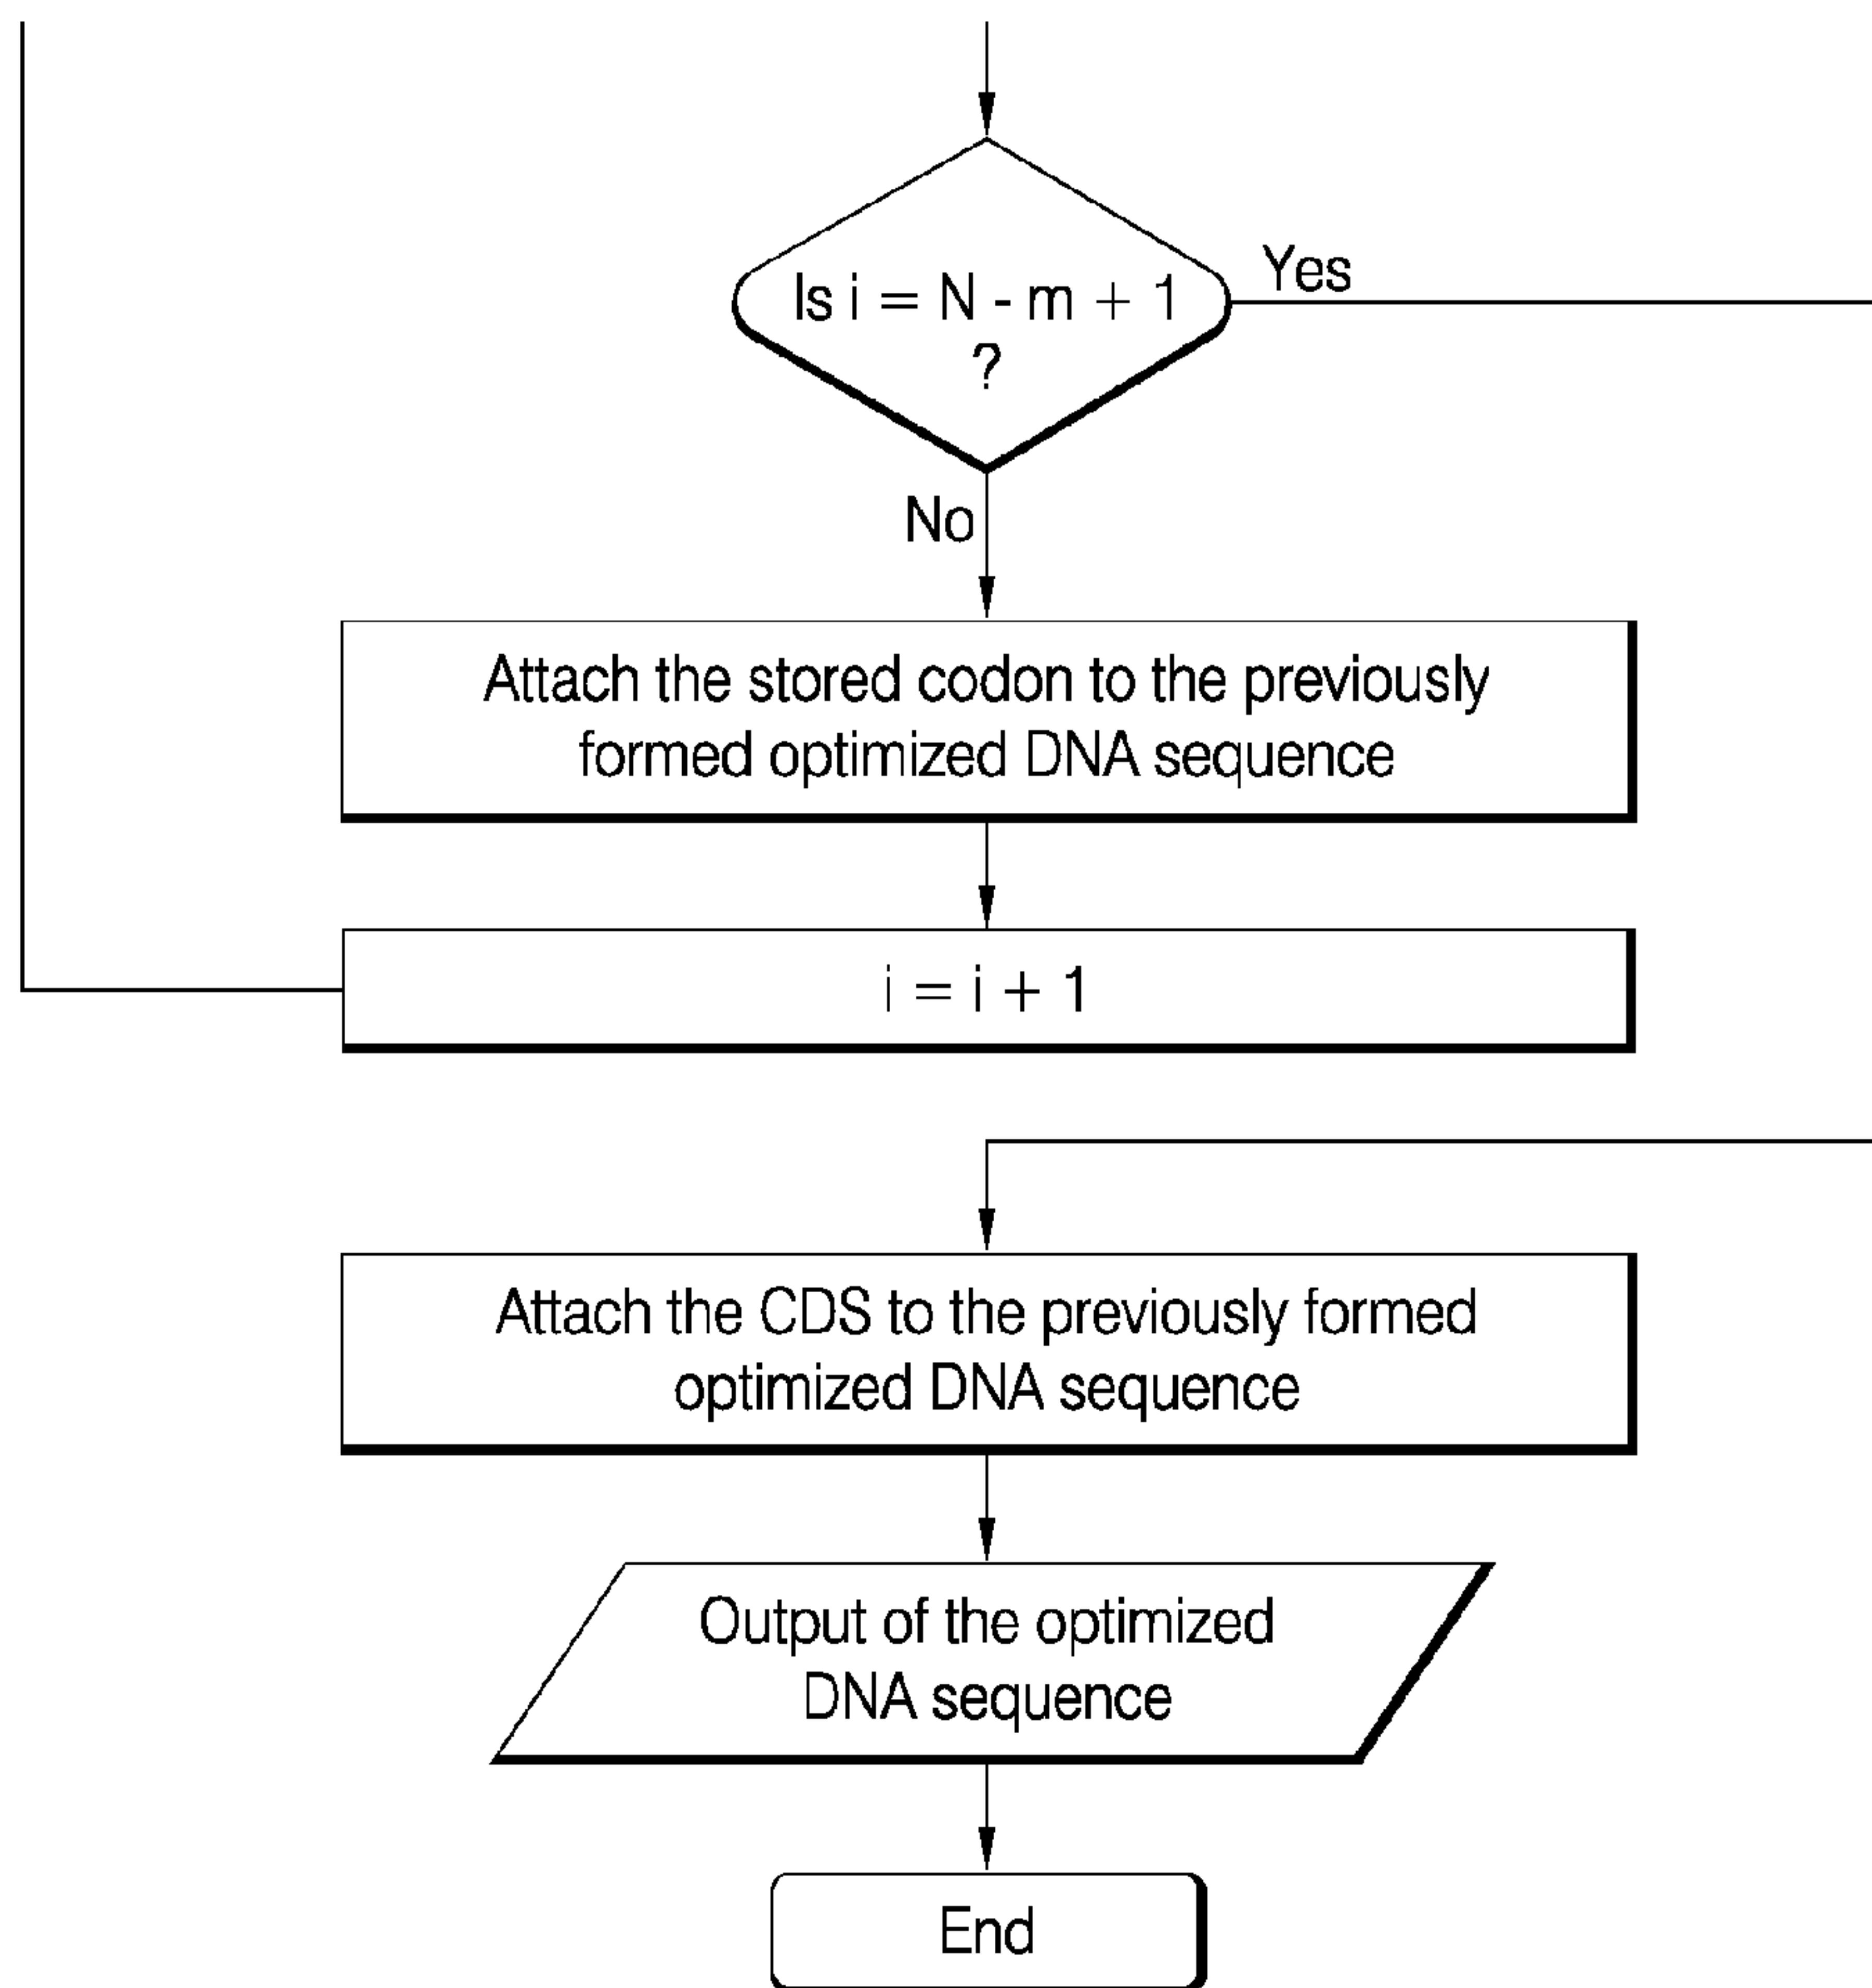 Is i = N - m + 1
?
Yes
No
Attach the stored codon to the previously
formed optimized DNA sequence
i = i + 1
Attach the CDS to the previously formed
optimized DNA sequence
Output of the optimized
DNA sequence
End